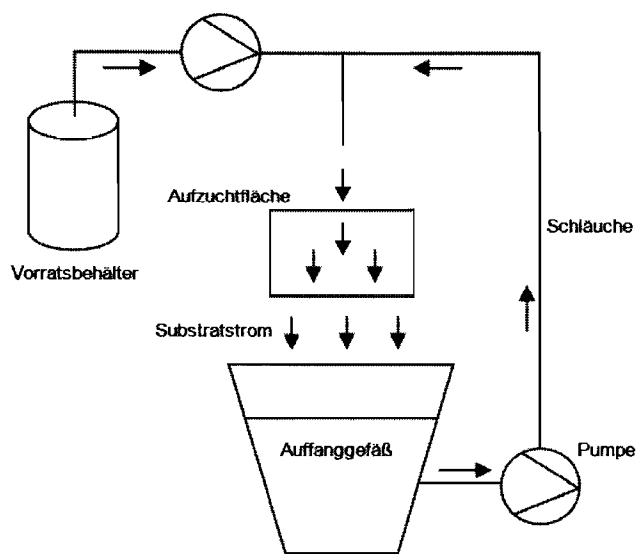 Aufzuchtfläche
Schläuche
Vorratsbehälter
Substratstrom
Auffanggefäß
Pumpe